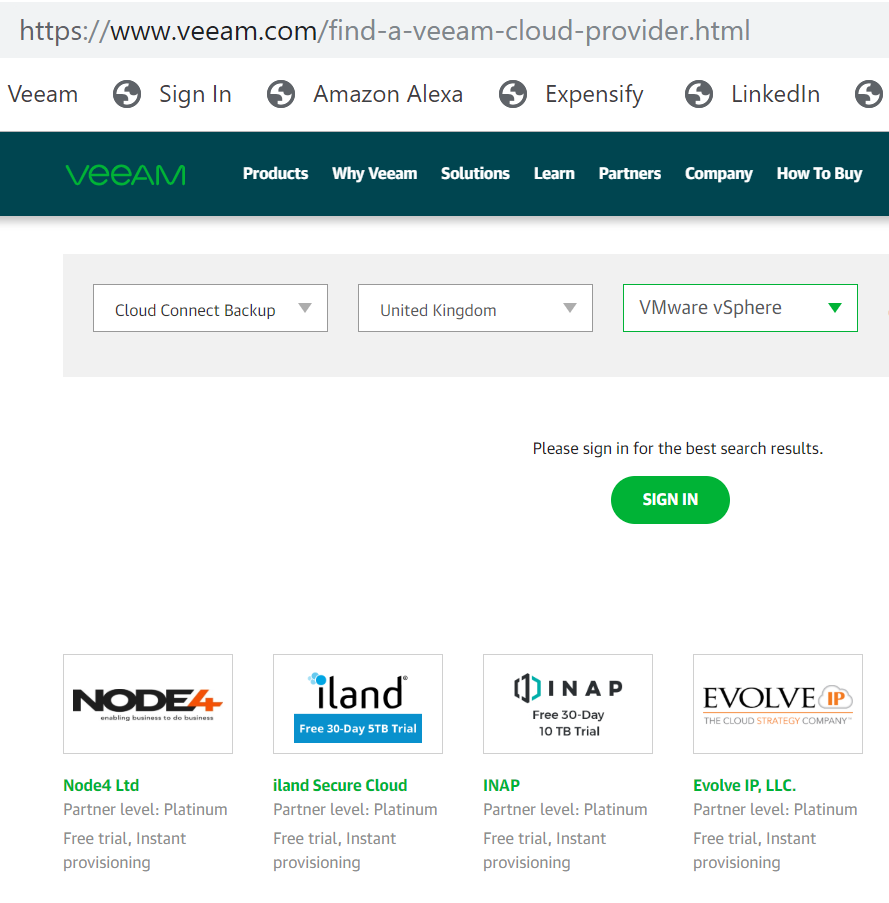 https://www.veeam.com/find-a-veeam-cloud-provider.html
Veeam Sign In Amazon Alexa Expensify LinkedIn
VEEAM Products Why Veeam Solutions Learn Partners Company How To Buy
Cloud Connect Backup United Kingdom VMware vSphere
Please sign in for the best search results.
SIGN IN
NODE4
enabling business to do business
iland®
Free 30-Day 5TB Trial
INAP
Free 30-Day
10 TB Trial
EVOLVE IP
THE CLOUD STRATEGY COMPANY™
Node4 Ltd
Partner level: Platinum
Free trial, Instant
provisioning
iland Secure Cloud
Partner level: Platinum
Free trial, Instant
provisioning
INAP
Partner level: Platinum
Free trial, Instant
provisioning
Evolve IP, LLC.
Partner level: Platinum
Free trial, Instant
provisioning